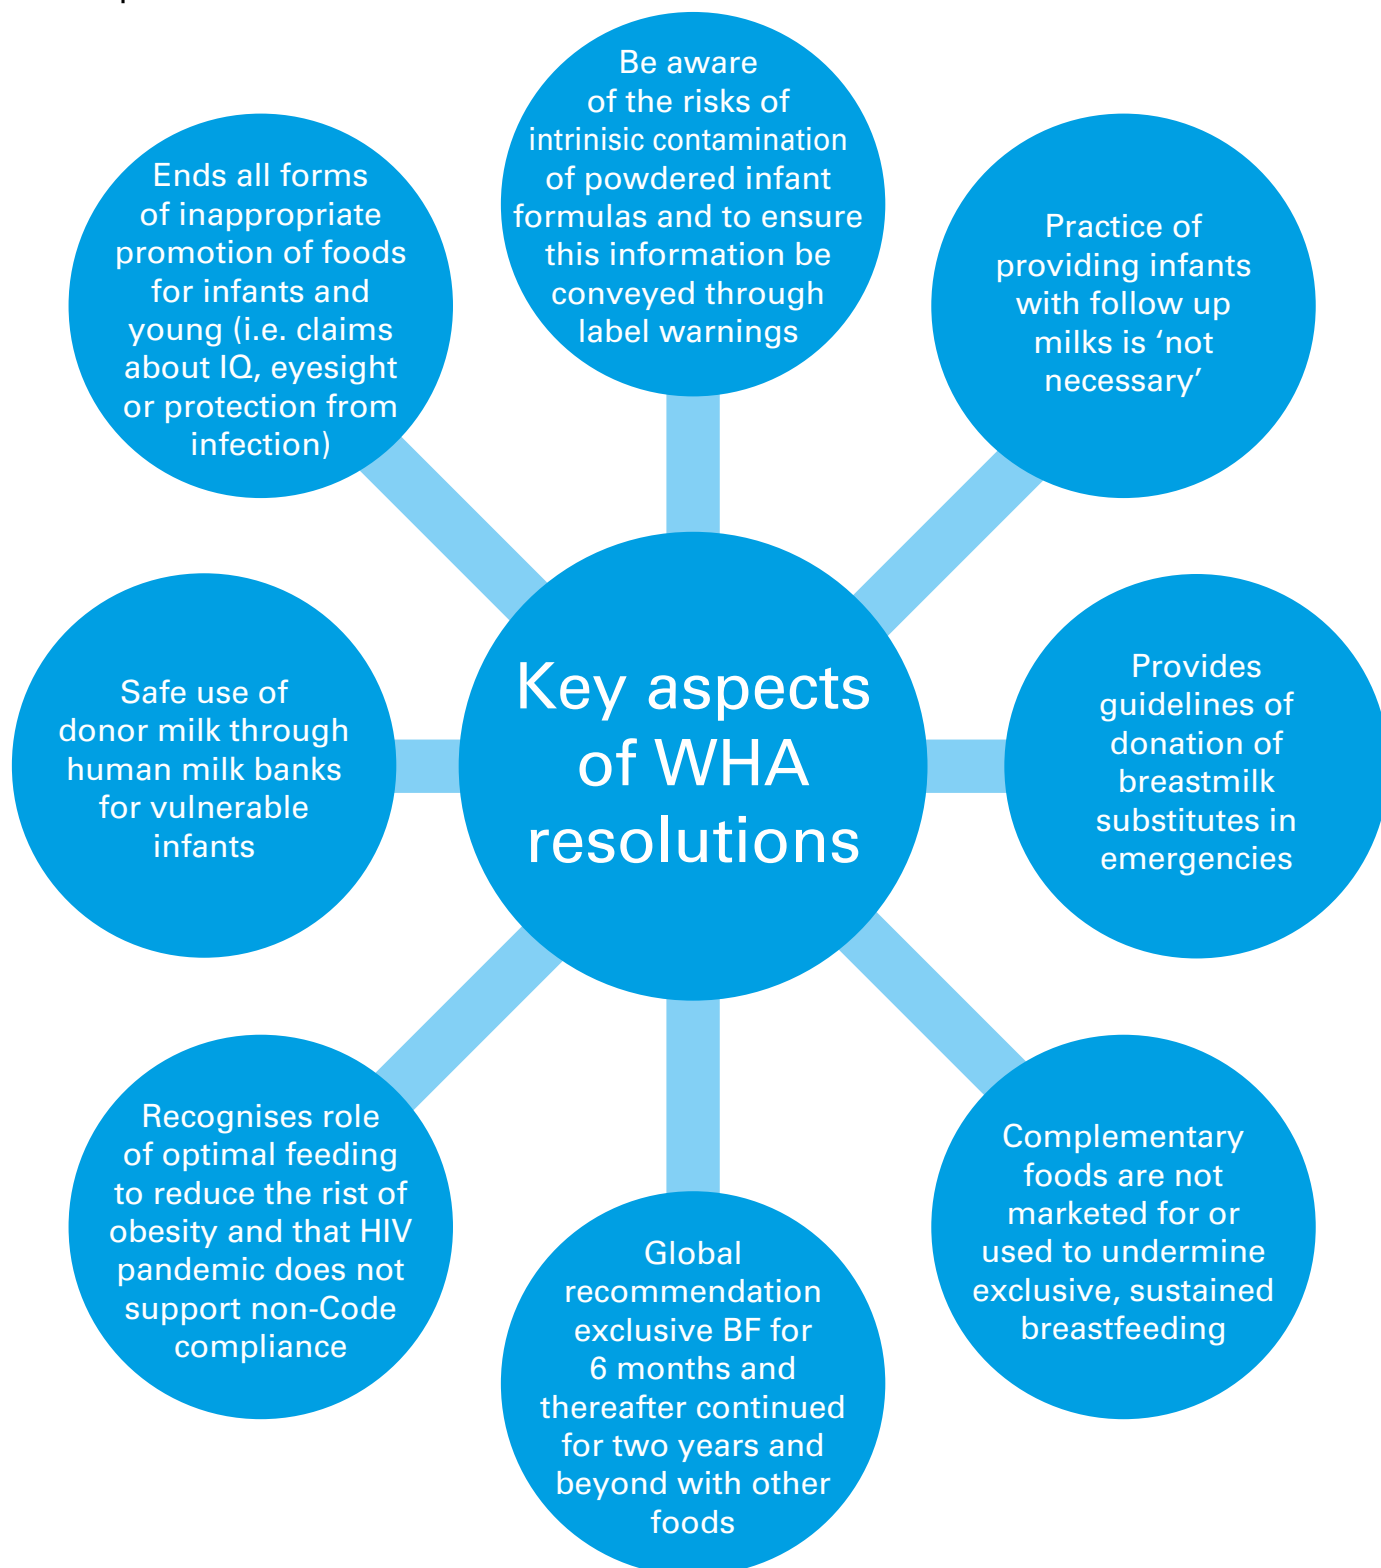 Be aware
of the risks of
intrinisic contamination
of powdered infant
formulas and to ensure
this information be
conveyed through
label warnings
Ends all forms
of inappropriate
promotion of foods
for infants and
young (i.e. claims
about IQ, eyesight
or protection from
infection)
Practice of
providing infants
with follow up
milks is ‘not
necessary’
Safe use of
donor milk through
human milk banks
for vulnerable
infants
Key aspects
of WHA
resolutions
Provides
guidelines of
donation of
breastmilk
substitutes in
emergencies
Recognises role
of optimal feeding
to reduce the rist of
obesity and that HIV
pandemic does not
support non-Code
compliance
Global
recommendation
exclusive BF for
6 months and
thereafter continued
for two years and
beyond with other
foods
Complementary
foods are not
marketed for or
used to undermine
exclusive, sustained
breastfeeding